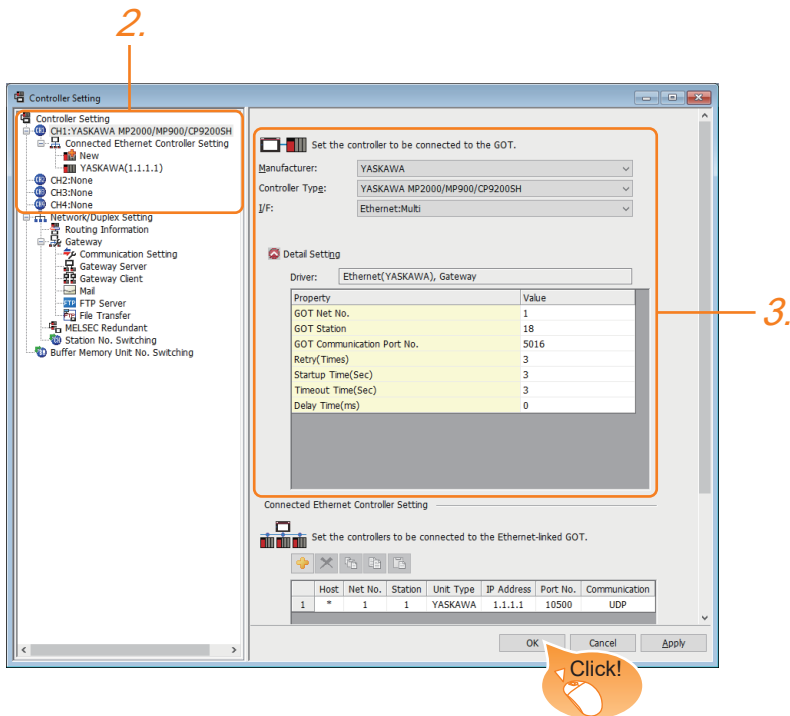 2.
Controller Setting
Controller Setting
CH1:YASKAWA MP2000/MP900/CP9200SH
Connected Ethernet Controller Setting
New
YASKAWA(1.1.1.1)
CH2:None
CH3:None
CH4:None
Network/Duplex Setting
Routing Information
Gateway
Communication Setting
Gateway Server
Gateway Client
Mail
FTP Server
File Transfer
MELSEC Redundant
Station No. Switching
Buffer Memory Unit No. Switching
Set the controller to be connected to the GOT.
Manufacturer: YASKAWA
Controller Type: YASKAWA MP2000/MP900/CP9200SH
I/F: Ethernet:Multi
Detail Setting
Driver: Ethernet(YASKAWA), Gateway
Property Value
GOT Net No. 1
GOT Station 18
GOT Communication Port No. 5016
Retry(Times) 3
Startup Time(Sec) 3
Timeout Time(Sec) 3
Delay Time(ms) 0
3.
Connected Ethernet Controller Setting
Set the controllers to be connected to the Ethernet-linked GOT.
Host Net No. Station Unit Type IP Address Port No. Communication
1 * 1 1 YASKAWA 1.1.1.1 10500 UDP
OK Cancel Apply
Click!